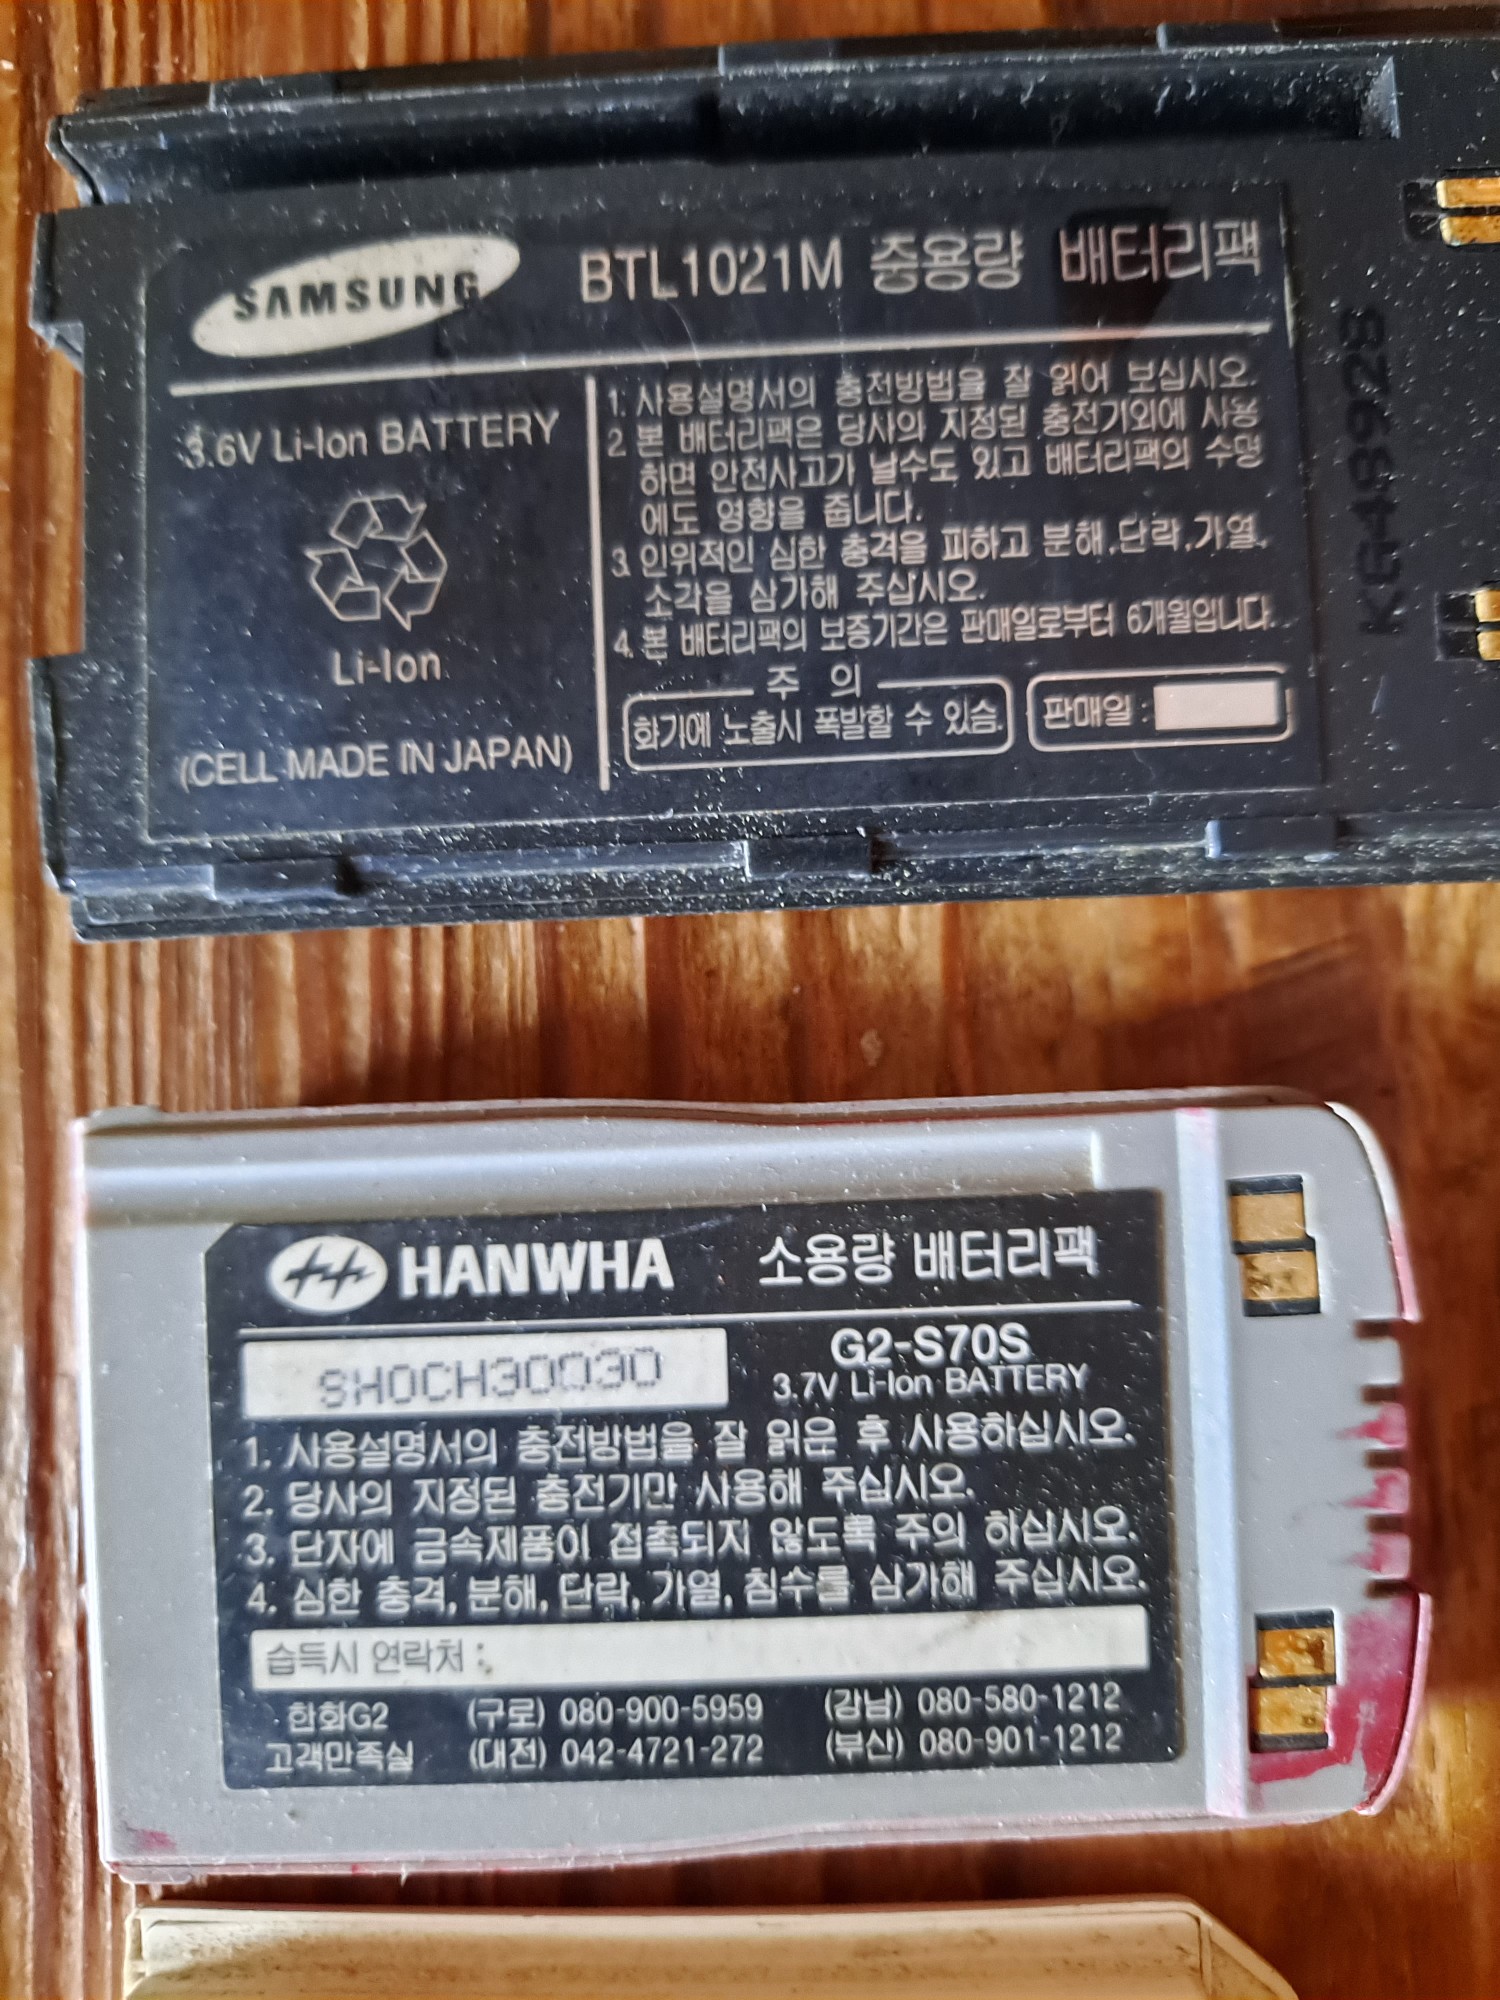 SAMSUNG
BTL1021M 중용량 배터리팩
3.6V Li-Ion BATTERY
Li-Ion
(CELL MADE IN JAPAN)
1. 사용설명서의 충전방법을 잘 읽어 보십시오.
2. 본 배터리팩은 당사의 지정된 충전기외에 사용
하면 안전사고가 날수도 있고 배터리팩의 수명
에도 영향을 줍니다.
3. 인위적인 심한 충격을 피하고 분해,단락,가열,
소각을 삼가해 주십시오.
4. 본 배터리팩의 보증기간은 판매일로부터 6개월입니다.
주 의
화기에 노출시 폭발할 수 있슴.
판매일 :
KG48928
HANWHA 소용량 배터리팩
SH0CH30030
G2-S70S
3.7V Li-Ion BATTERY
1. 사용설명서의 충전방법을 잘 읽은 후 사용하십시오.
2. 당사의 지정된 충전기만 사용해 주십시오.
3. 단자에 금속제품이 접촉되지 않도록 주의 하십시오.
4. 심한 충격, 분해, 단락, 가열, 침수를 삼가해 주십시오.
습득시 연락처 :
한화G2 (구로) 080-900-5959 (강남) 080-580-1212
고객만족실 (대전) 042-4721-272 (부산) 080-901-1212